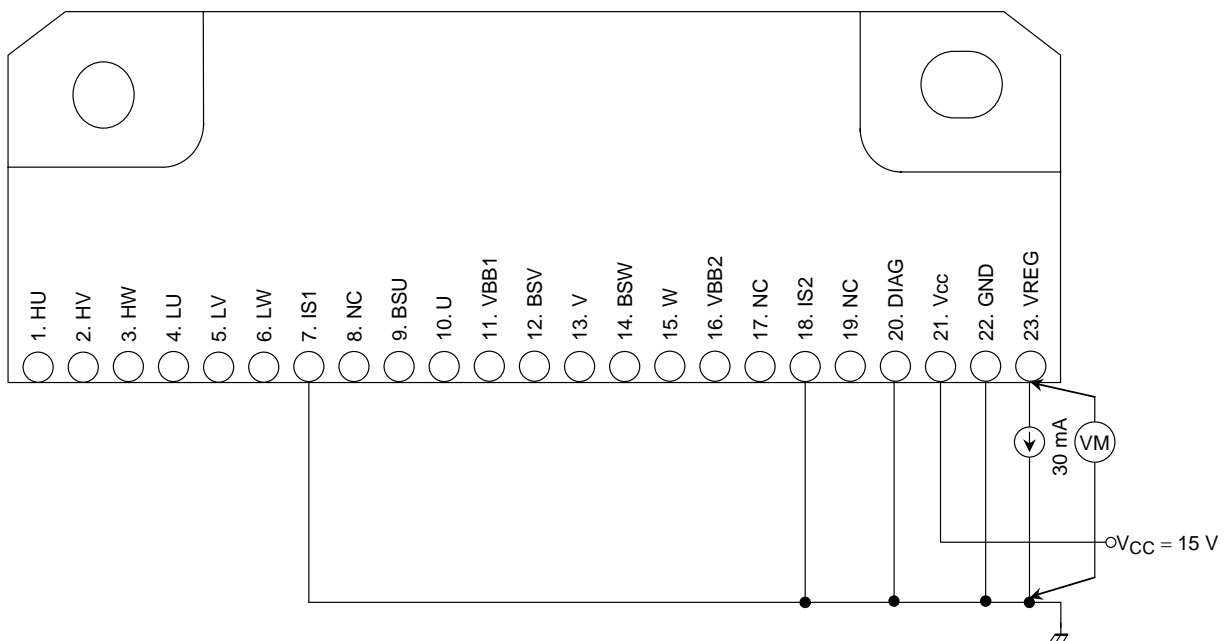 1. HU
2. HV
3. HW
4. LU
5. LV
6. LW
7. IS1
8. NC
9. BSU
10. U
11. VBB1
12. BSV
13. V
14. BSW
15. W
16. VBB2
17. NC
18. IS2
19. NC
20. DIAG
21. Vcc
22. GND
23. VREG
30 mA
VM
VCC = 15 V